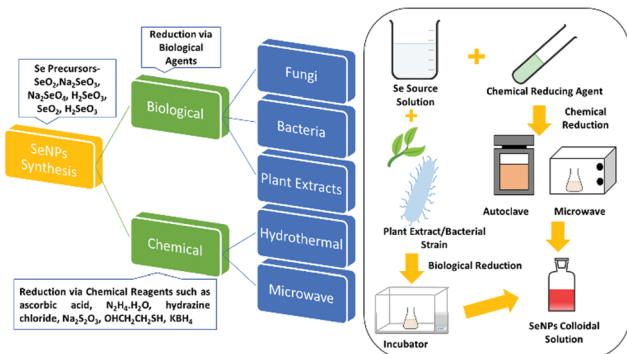 Reduction via
Biological
Agents
Se Precursors-
SeO₂,Na₂SeO₃,
Na₂SeO₄, H₂SeO₃,
SeO₂, H₂SeO₃
SeNPs
Synthesis
Biological
Chemical
Fungi
Bacteria
Plant Extracts
Hydrothermal
Microwave
Reduction via Chemical Reagents such as
ascorbic acid, N₂H₄.H₂O, hydrazine
chloride, Na₂S₂O₃, OHCH₂CH₂SH, KBH₄
Se Source
Solution
Chemical Reducing Agent
Chemical
Reduction
Autoclave
Microwave
Plant Extract/Bacterial
Strain
Biological Reduction
Incubator
SeNPs Colloidal
Solution